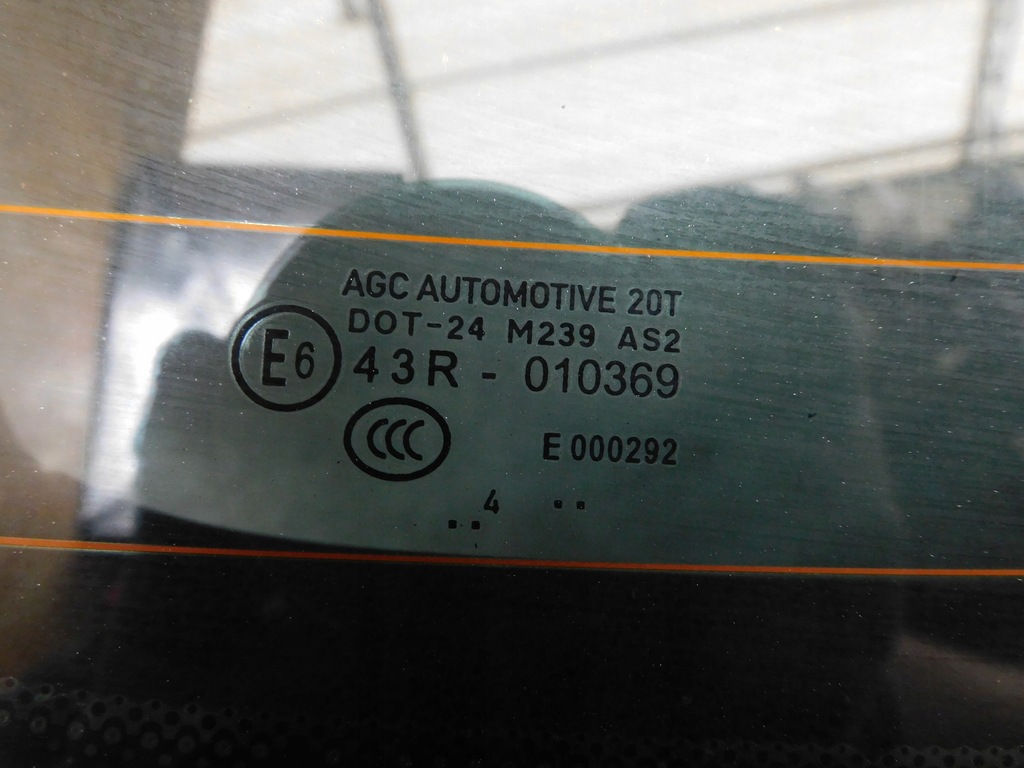 AGC AUTOMOTIVE 20T
DOT-24 M239 AS2
E6 43R - 010369
CCC E 000292
.. 4 ..